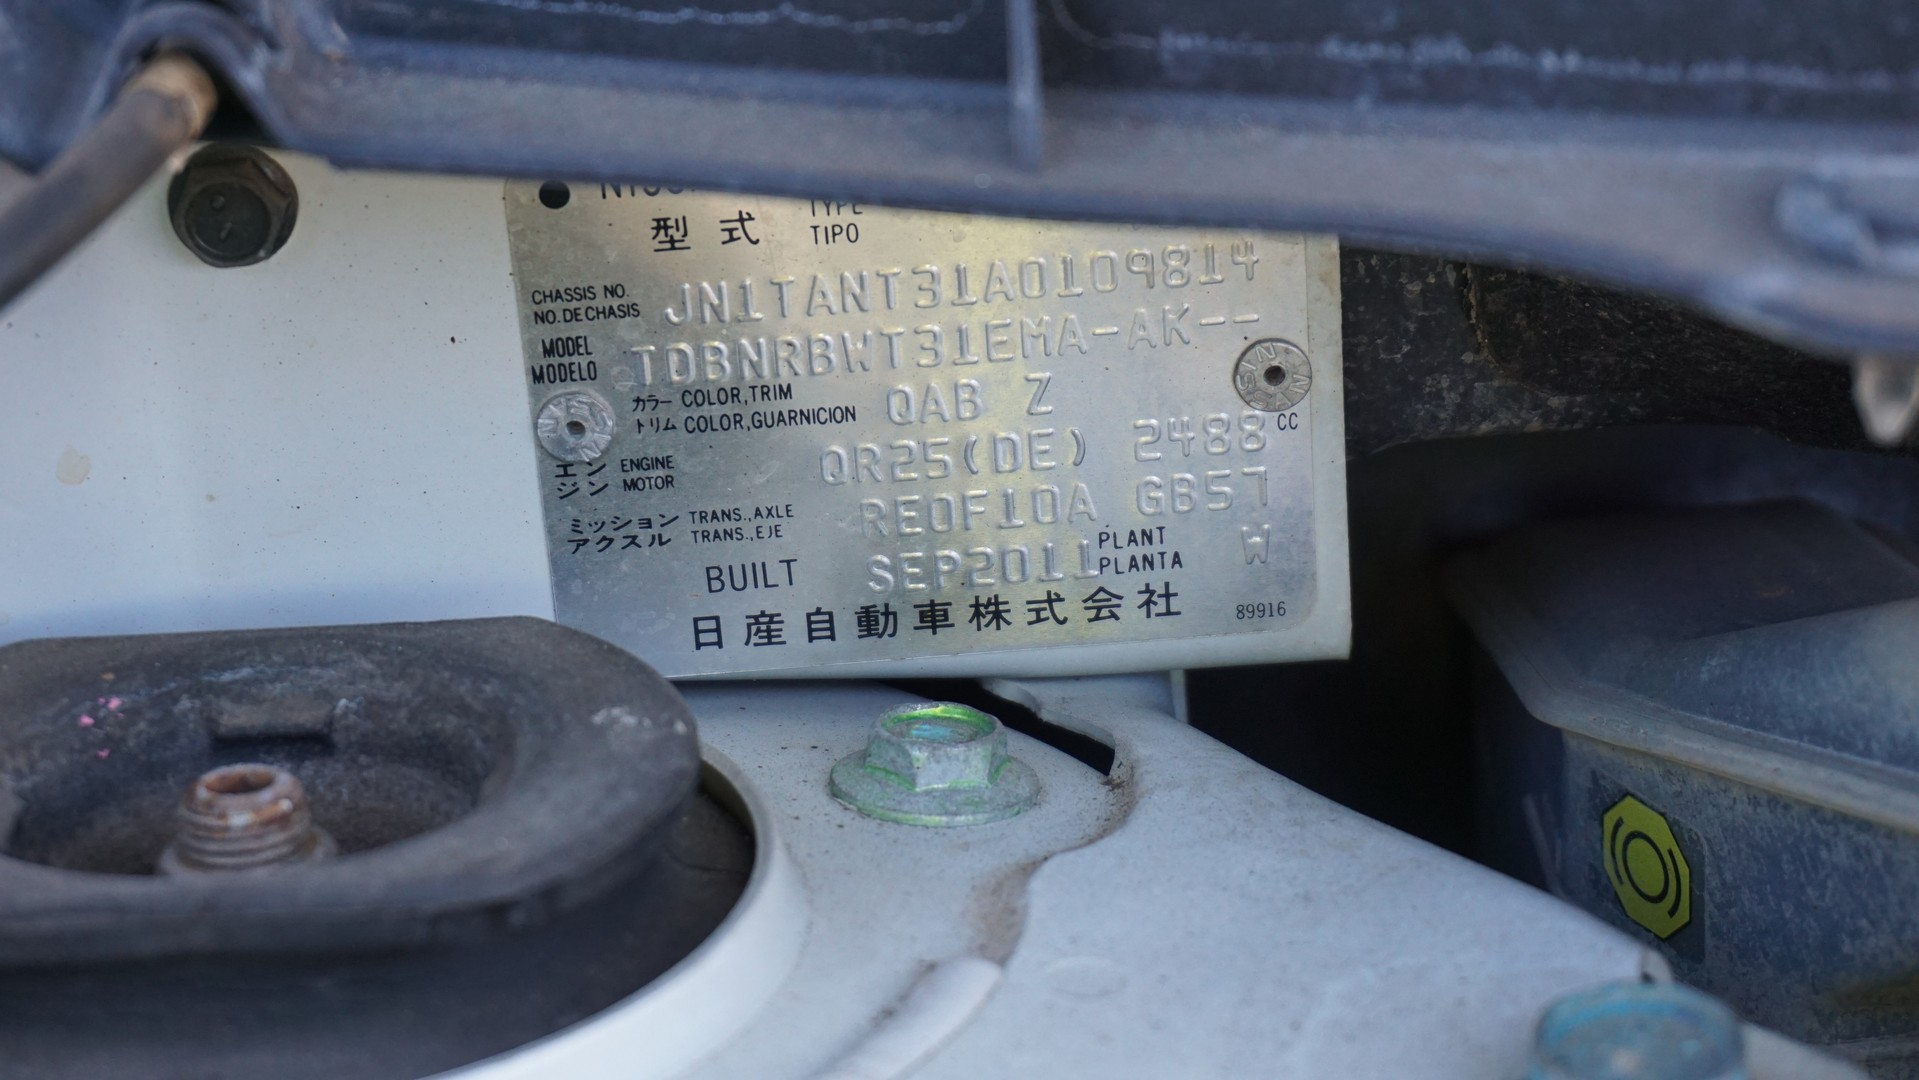 型式 TYPE
TIPO
CHASSIS NO. JN1TANT31A0109814
NO.DE CHASIS
MODEL TDBNRBWT31EMA-AK--
MODELO
カラー COLOR,TRIM QAB Z
トリム COLOR,GUARNICION
エン ENGINE QR25(DE) 2488 CC
ジン MOTOR
ミッション TRANS.,AXLE RE0F10A GB57
アクスル TRANS.,EJE
BUILT SEP2011 PLANT W
PLANTA
日産自動車株式会社 89916